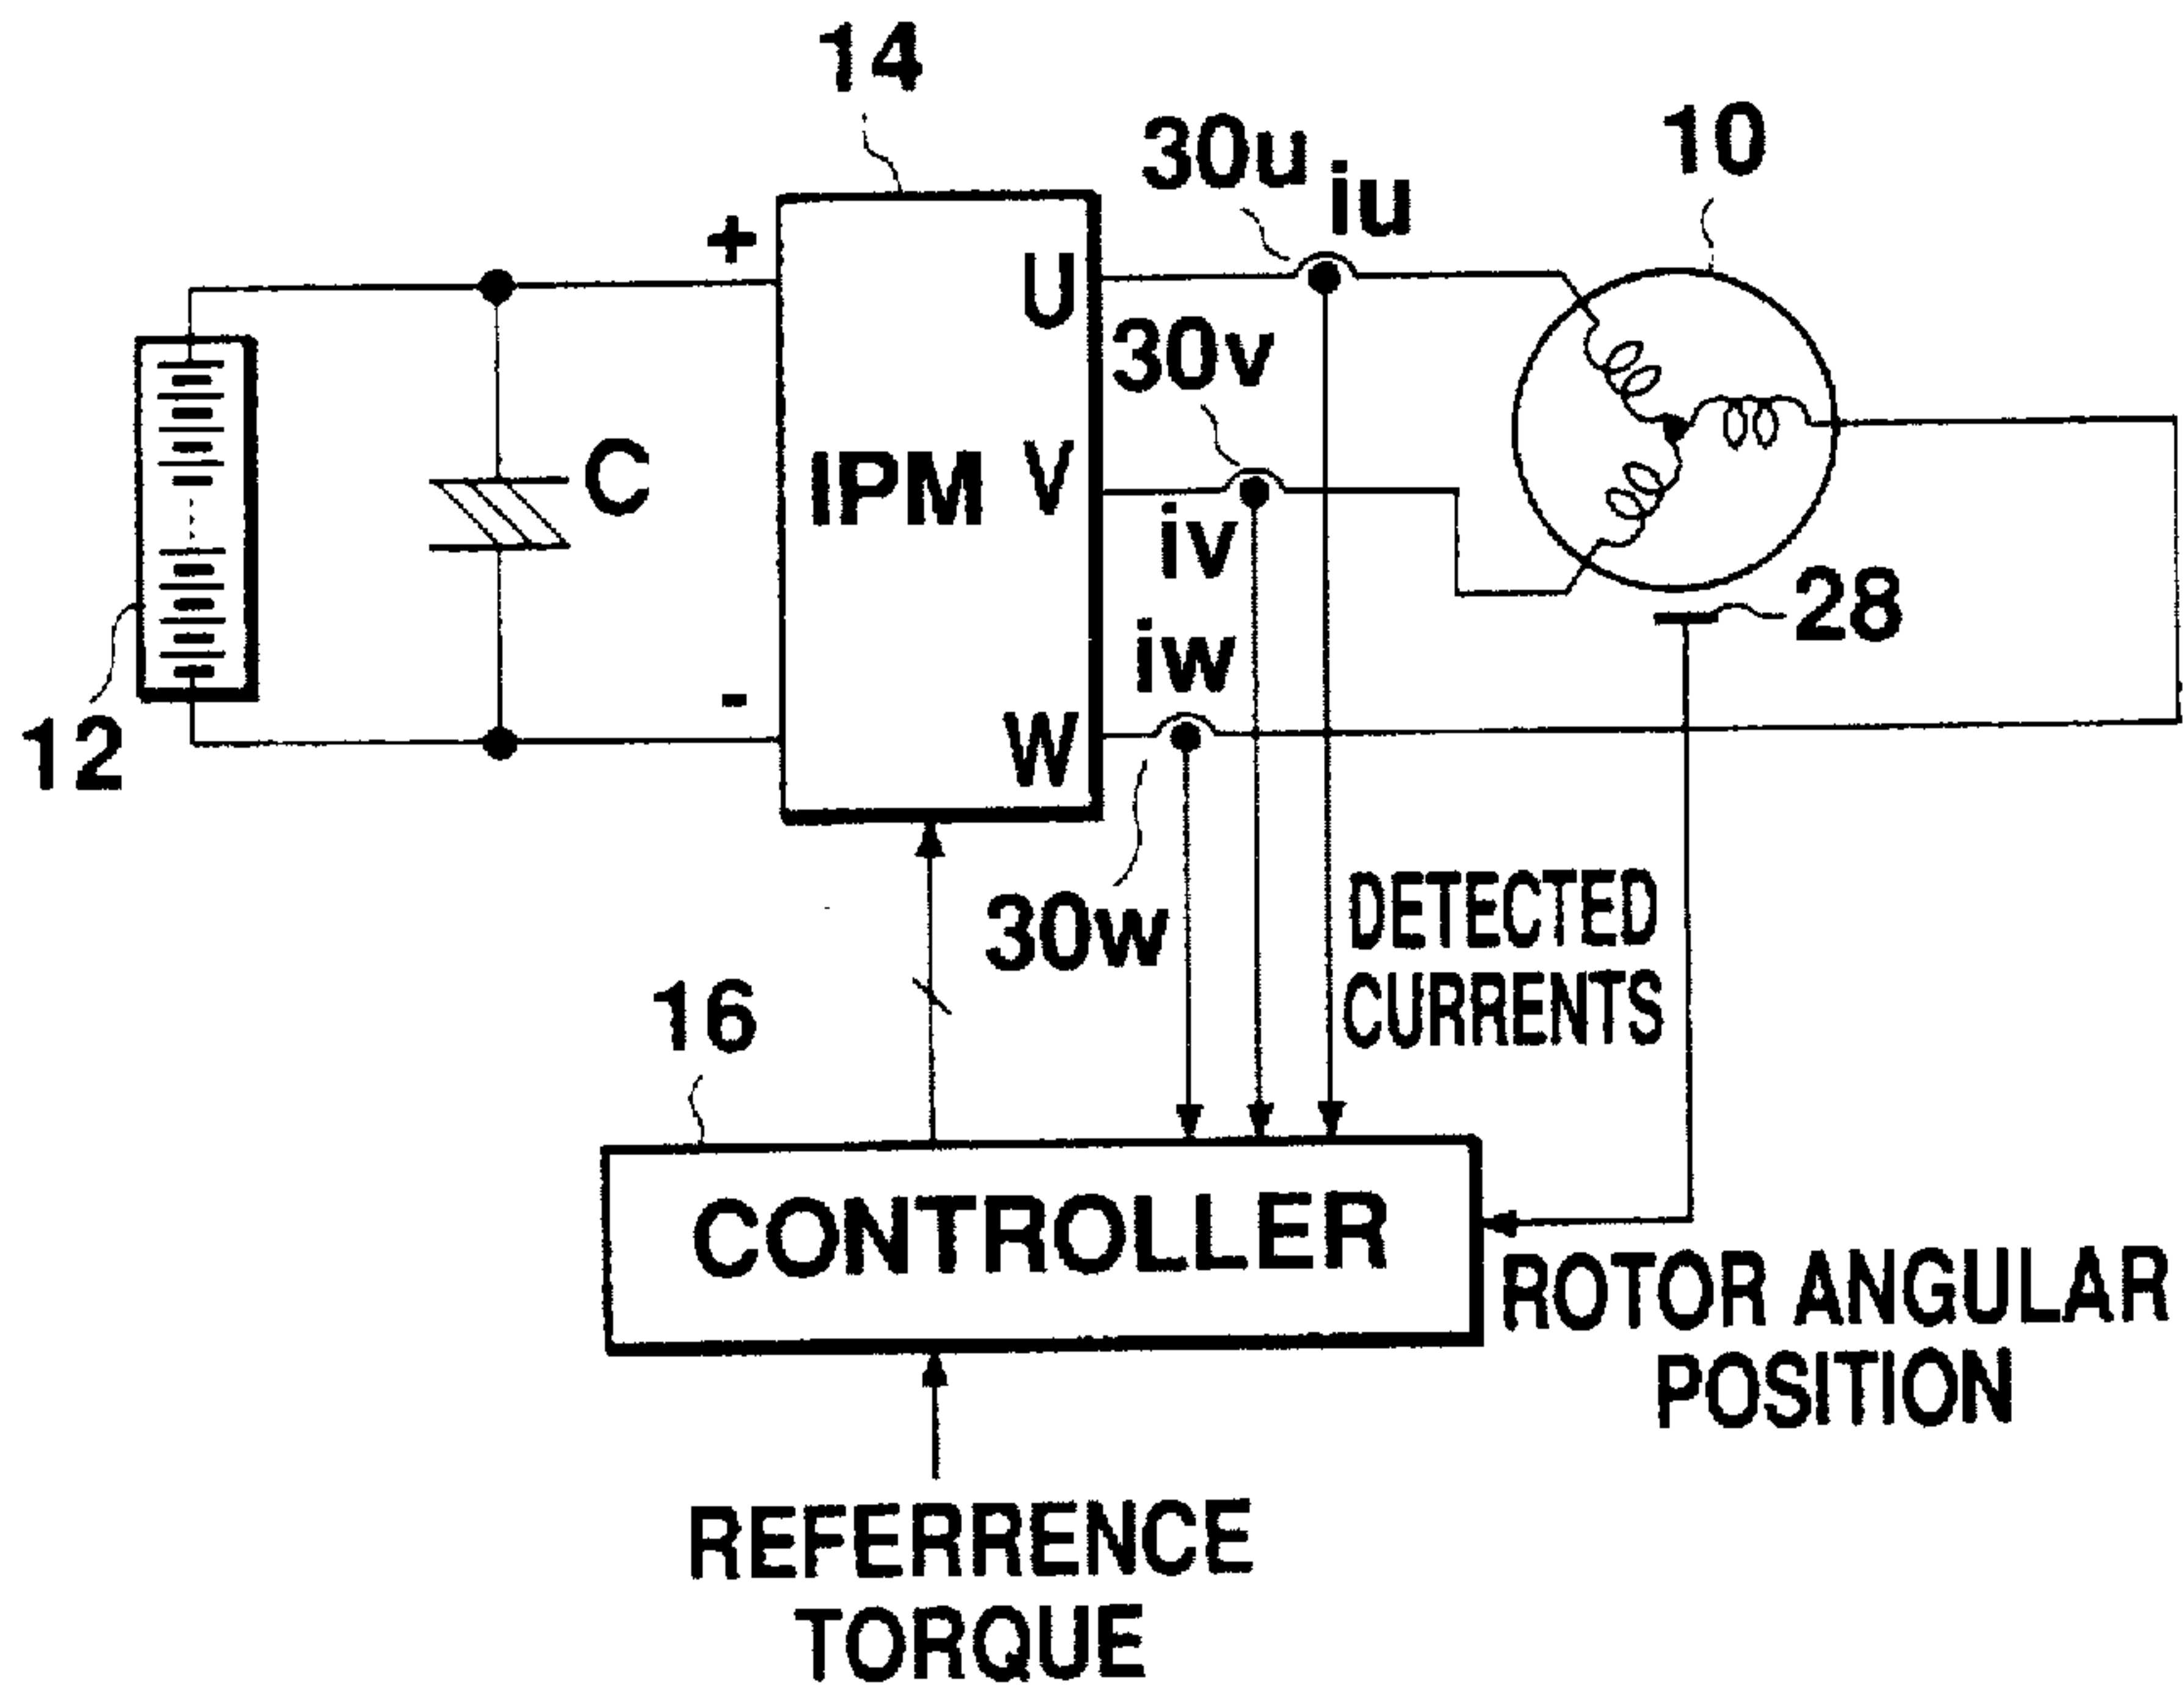 14
30u
iu
10
+
U
30v
C
IPM
V
iv
28
iw
-
W
12
30w
DETECTED
CURRENTS
16
CONTROLLER
ROTOR ANGULAR
POSITION
REFERRENCE
TORQUE